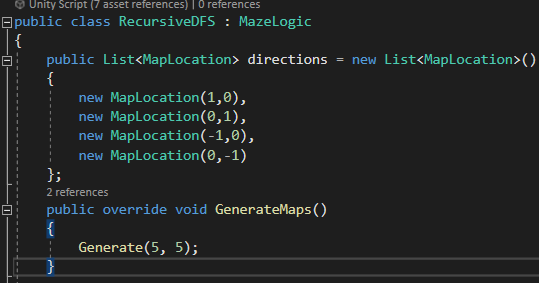 Unity Script (7 asset references) | 0 references
public class RecursiveDFS : MazeLogic
{
public List<MapLocation> directions = new List<MapLocation>()
{
new MapLocation(1,0),
new MapLocation(0,1),
new MapLocation(-1,0),
new MapLocation(0,-1)
};
2 references
public override void GenerateMaps()
{
Generate(5, 5);
}